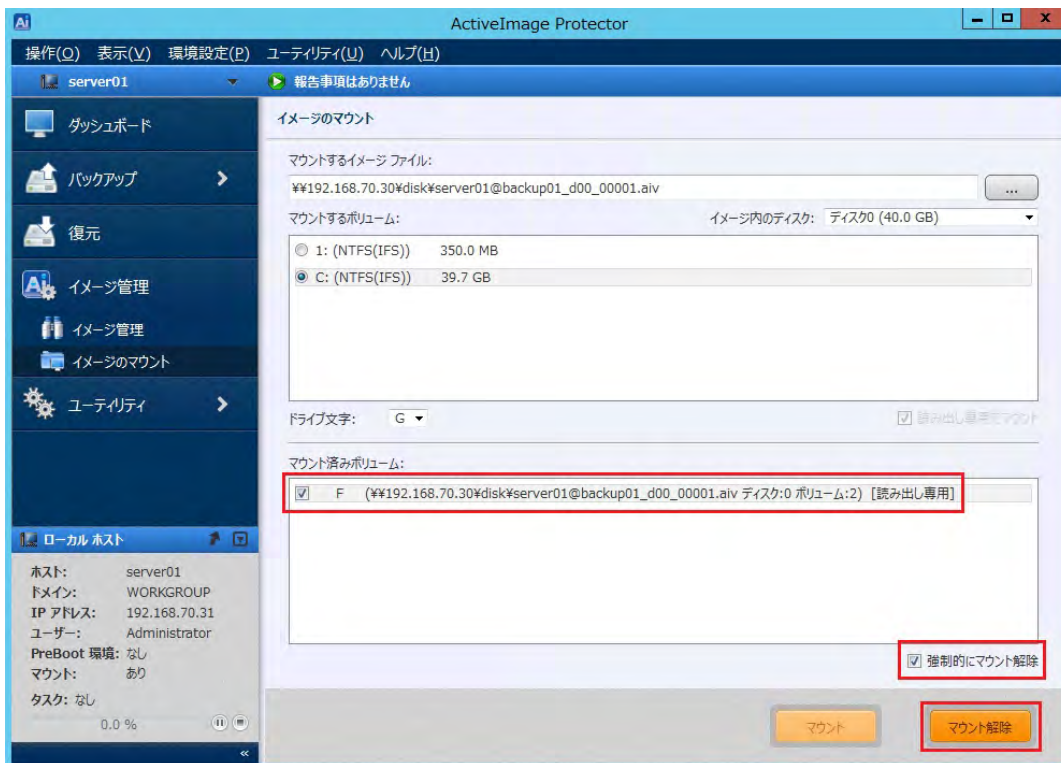 Ai ActiveImage Protector
操作(O) 表示(V) 環境設定(P) ユーティリティ(U) ヘルプ(H)
server01
報告事項はありません
ダッシュボード
バックアップ
復元
Ai イメージ管理
イメージ管理
イメージのマウント
ユーティリティ
イメージのマウント
マウントするイメージ ファイル:
¥¥192.168.70.30¥disk¥server01@backup01_d00_00001.aiv
...
マウントするボリューム:
イメージ内のディスク: ディスク0 (40.0 GB)
1: (NTFS(IFS)) 350.0 MB
C: (NTFS(IFS)) 39.7 GB
ドライブ文字: G
読み出し専用でマウント
マウント済みボリューム:
F (¥¥192.168.70.30¥disk¥server01@backup01_d00_00001.aiv ディスク:0 ボリューム:2) [読み出し専用]
強制的にマウント解除
マウント
マウント解除
ローカル ホスト
ホスト: server01
ドメイン: WORKGROUP
IP アドレス: 192.168.70.31
ユーザー: Administrator
PreBoot 環境: なし
マウント: あり
タスク: なし
0.0 %
«